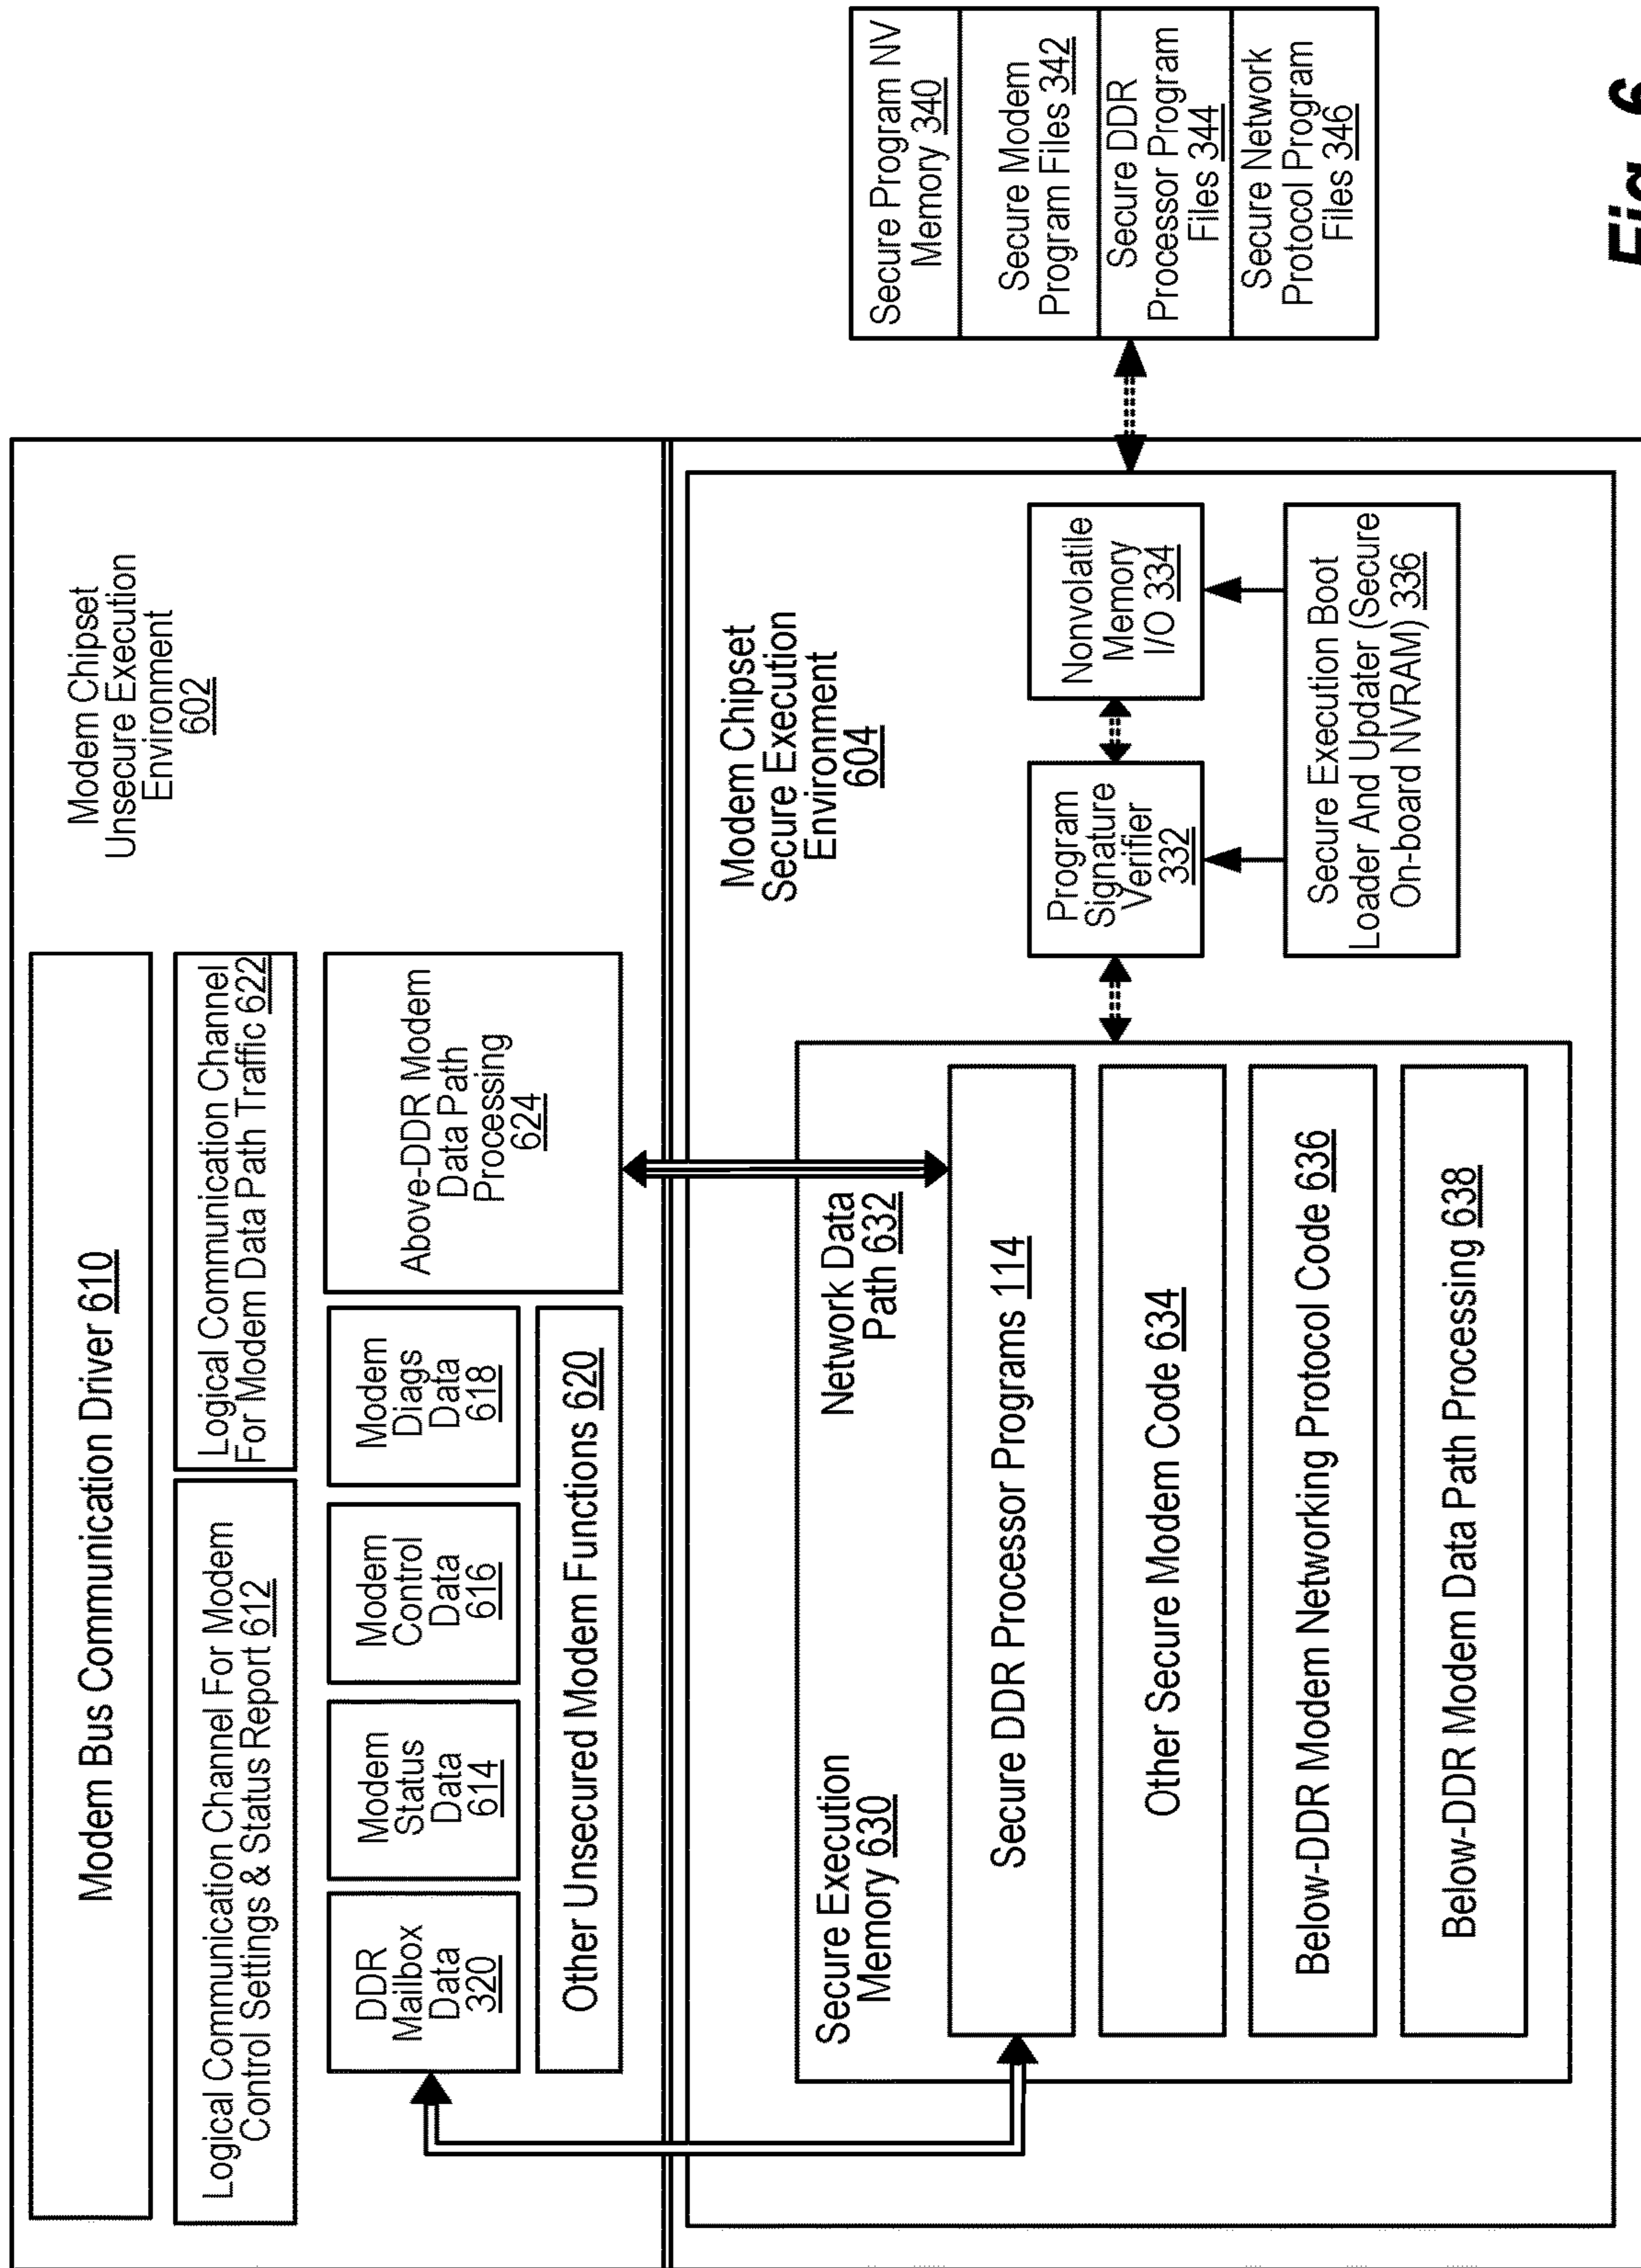 Modem Bus Communication Driver 610
Modem Chipset
Unsecure Execution
Environment
602
Logical Communication Channel For Modem
Control Settings & Status Report 612
Logical Communication Channel
For Modem Data Path Traffic 622
DDR
Mailbox
Data
320
Modem
Status
Data
614
Modem
Control
Data
616
Modem
Diags
Data
618
Above-DDR Modem
Data Path
Processing
624
Other Unsecured Modem Functions 620
Modem Chipset
Secure Execution
Environment
604
Secure Execution
Memory 630
Network Data
Path 632
Secure DDR Processor Programs 114
Other Secure Modem Code 634
Below-DDR Modem Networking Protocol Code 636
Below-DDR Modem Data Path Processing 638
Program
Signature
Verifier
332
Nonvolatile
Memory
I/O 334
Secure Execution Boot
Loader And Updater (Secure
On-board NVRAM) 336
Secure Program NV
Memory 340
Secure Modem
Program Files 342
Secure DDR
Processor Program
Files 344
Secure Network
Protocol Program
Files 346
Fig. 6